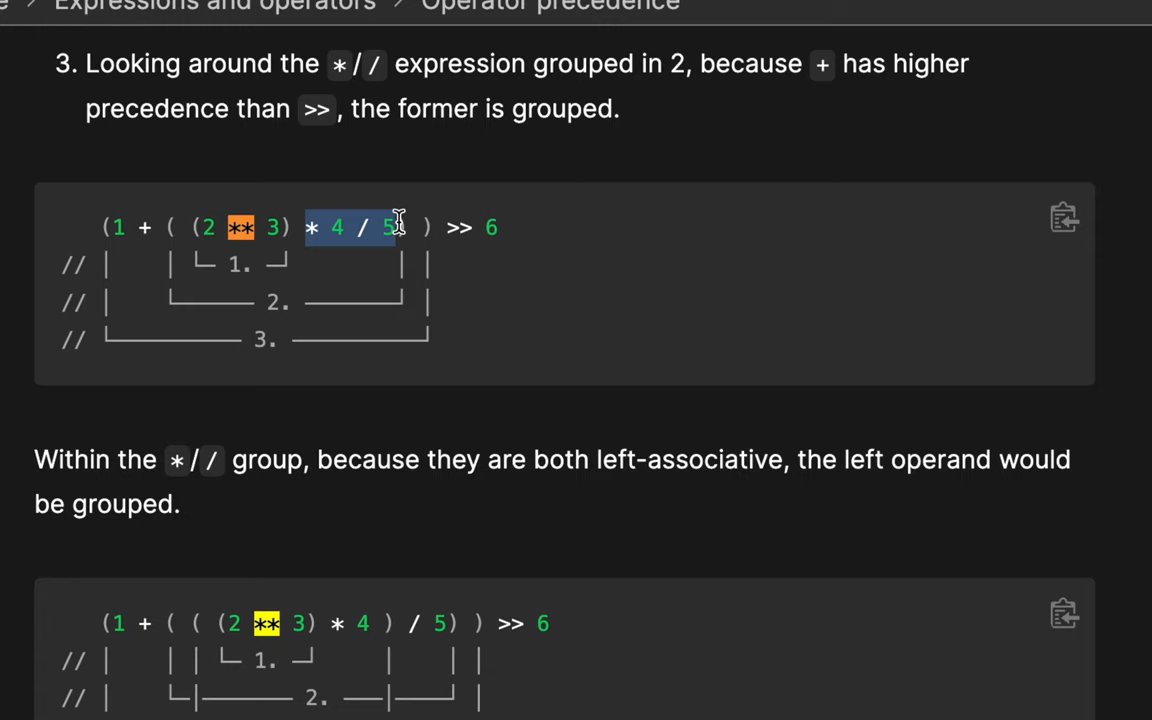 Expressions and operators > Operator precedence
3. Looking around the */ / expression grouped in 2, because + has higher
precedence than >>, the former is grouped.
(1 + ( (2 ** 3) * 4 / 5) ) >> 6
// │    │ └─ 1. ─┘        │ │
// │    └────── 2. ───────┘ │
// └────────── 3. ──────────┘
Within the */ / group, because they are both left-associative, the left operand would
be grouped.
(1 + ( ( (2 ** 3) * 4 ) / 5) ) >> 6
// │    │ │ └─ 1. ─┘     │    │ │
// │    └─│─────── 2. ───│────┘ │